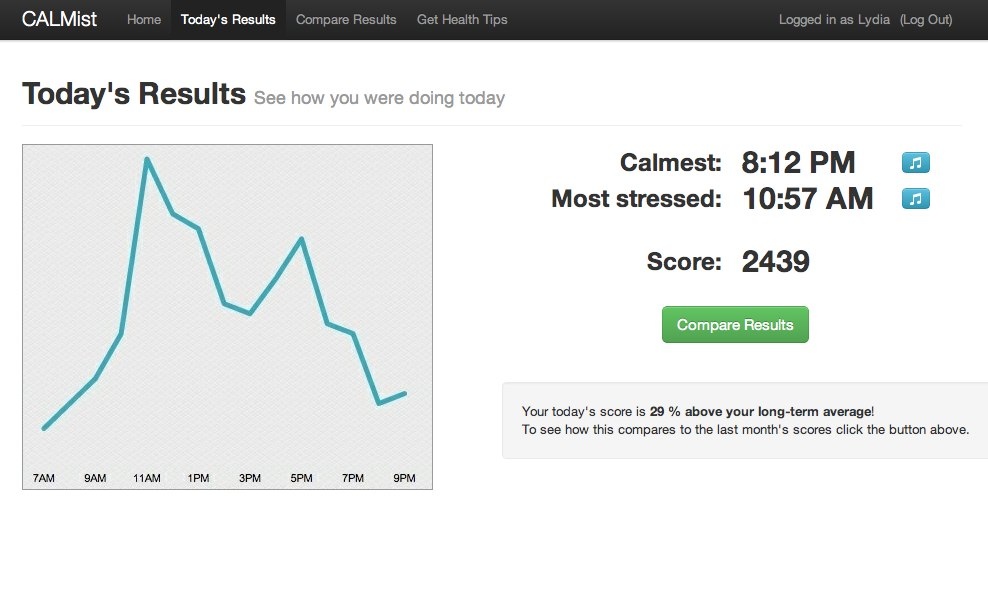 CALMist Home Today's Results Compare Results Get Health Tips Logged in as Lydia (Log Out)
Today's Results See how you were doing today
Calmest: 8:12 PM
Most stressed: 10:57 AM
Score: 2439
Compare Results
Your today's score is 29 % above your long-term average!
To see how this compares to the last month's scores click the button above.
7AM 9AM 11AM 1PM 3PM 5PM 7PM 9PM